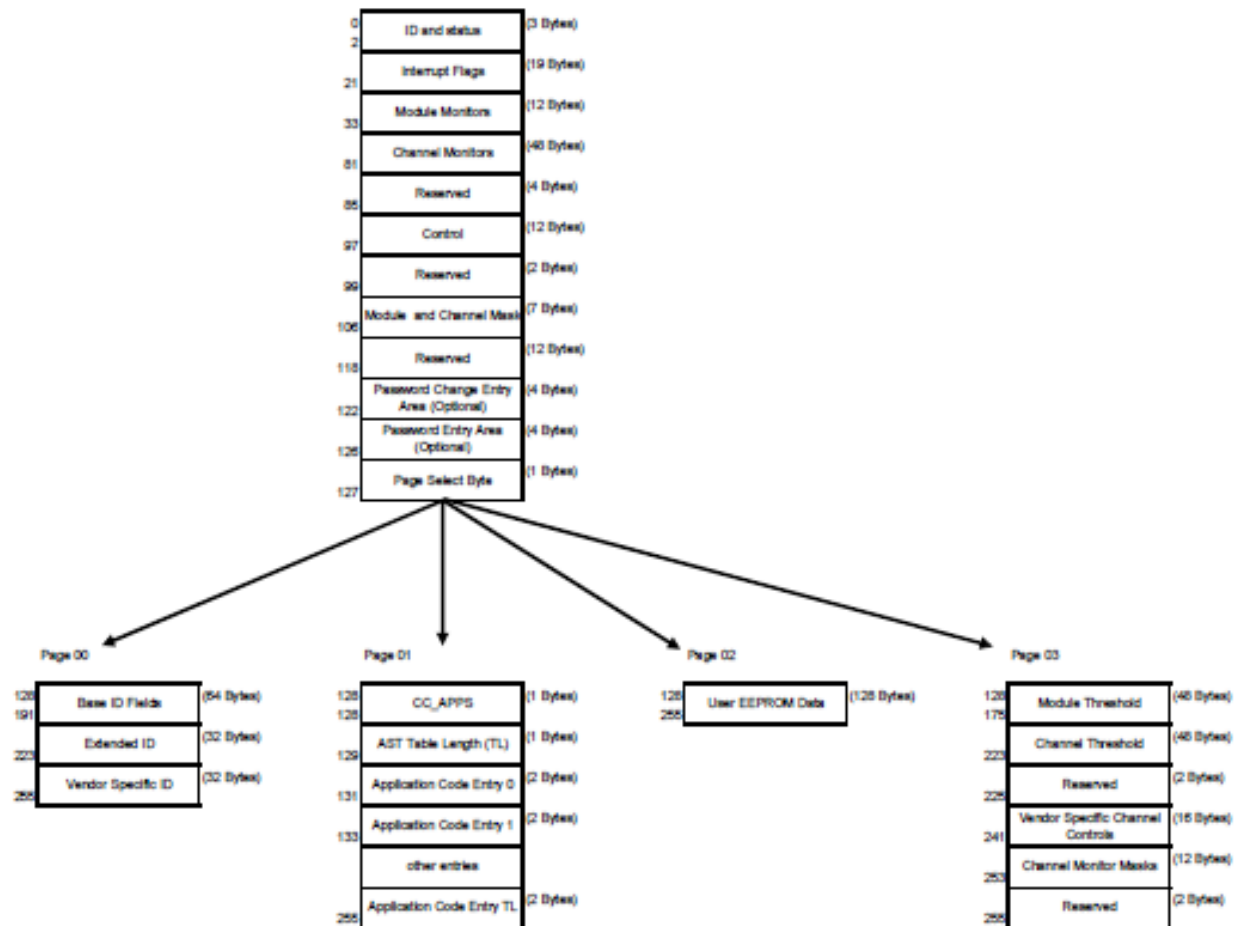 0 ID and status (3 Bytes)
2
Interrupt Flags (19 Bytes)
21
Module Monitors (12 Bytes)
33
Channel Monitors (48 Bytes)
81
Reserved (4 Bytes)
85
Control (12 Bytes)
97
Reserved (2 Bytes)
99
Module and Channel Mask (7 Bytes)
106
Reserved (12 Bytes)
118
Password Change Entry (4 Bytes)
Area (Optional)
122
Password Entry Area (4 Bytes)
(Optional)
126
Page Select Byte (1 Bytes)
127
Page 00
128 Base ID Fields (64 Bytes)
191
Extended ID (32 Bytes)
223
Vendor Specific ID (32 Bytes)
255
Page 01
128 CC_APPS (1 Bytes)
128
AST Table Length (TL) (1 Bytes)
129
Application Code Entry 0 (2 Bytes)
131
Application Code Entry 1 (2 Bytes)
133
other entries
Application Code Entry TL (2 Bytes)
255
Page 02
128 User EEPROM Data (128 Bytes)
255
Page 03
128 Module Threshold (48 Bytes)
175
Channel Threshold (48 Bytes)
223
Reserved (2 Bytes)
225
Vendor Specific Channel (16 Bytes)
Controls
241
Channel Monitor Masks (12 Bytes)
253
Reserved (2 Bytes)
255